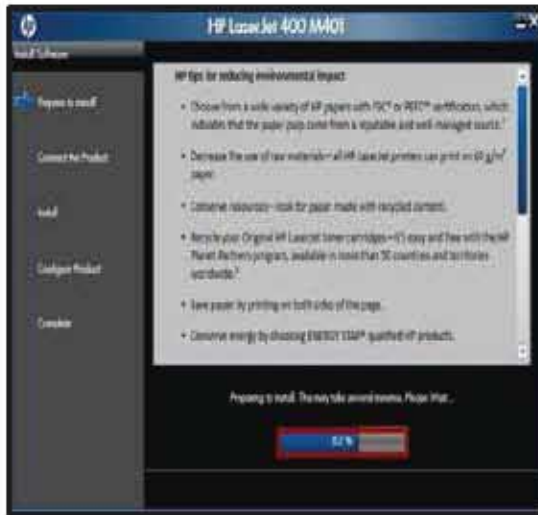 hp
HP LaserJet 400 M401
Install Software
Prepare to install
Connect the Product
Install
Configure Product
Complete
HP tips for reducing environmental impact
• Choose from a wide variety of HP papers with FSC® or PEFC™ certification, which
indicates that the paper pulp come from a reputable and well managed source.
• Decrease the use of raw materials—all HP LaserJet printers can print on 60 g/m²
paper.
• Conserve resources—look for paper made with recycled content.
• Recycle your Original HP LaserJet toner cartridges—it's easy and free with the HP
Planet Partners program, available in more than 50 countries and territories
worldwide.
• Save paper by printing on both sides of the page.
• Conserve energy by choosing ENERGY STAR® qualified HP products.
Preparing to install. This may take several minutes. Please Wait...
%